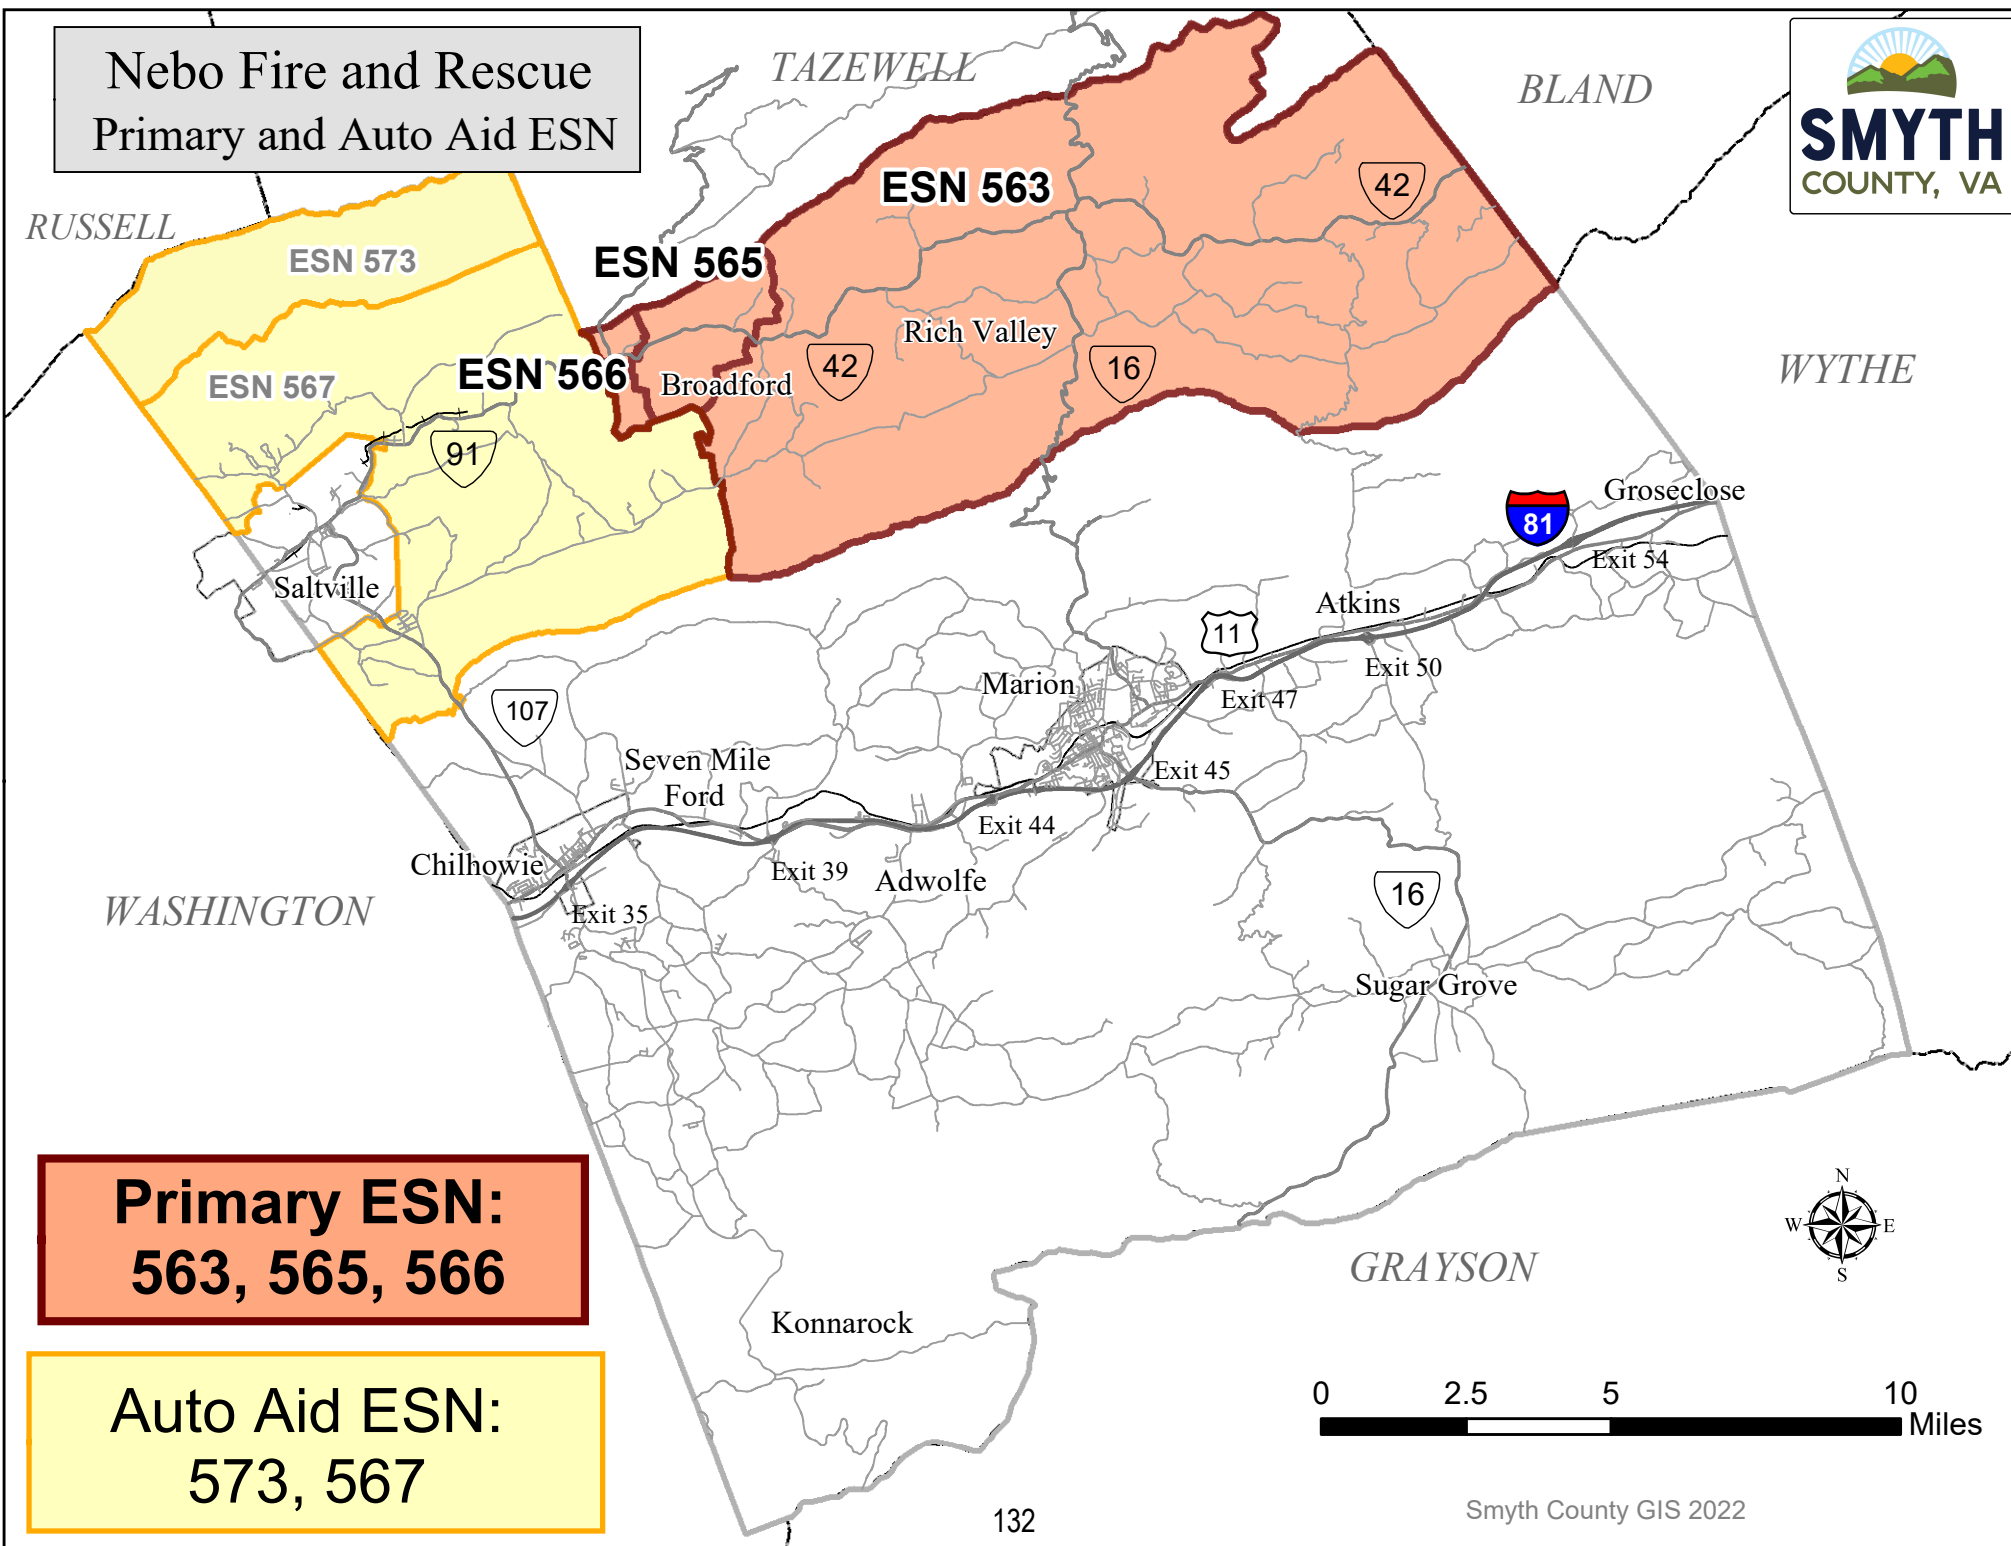 Nebo Fire and Rescue
Primary and Auto Aid ESN
TAZEWELL
BLAND
SMYTH
COUNTY, VA
RUSSELL
ESN 573
ESN 563
42
ESN 565
ESN 567
ESN 566
Broadford
42
Rich Valley
16
WYTHE
91
Saltville
81
Groseclose
Exit 54
Atkins
11
Exit 50
Marion
Exit 47
107
Seven Mile
Ford
Exit 45
Exit 44
Chilhowie
Exit 39
Adwolfe
Exit 35
16
WASHINGTON
Sugar Grove
Primary ESN:
563, 565, 566
N
W
E
S
GRAYSON
Konnarock
Auto Aid ESN:
573, 567
0 2.5 5 10
Miles
132
Smyth County GIS 2022